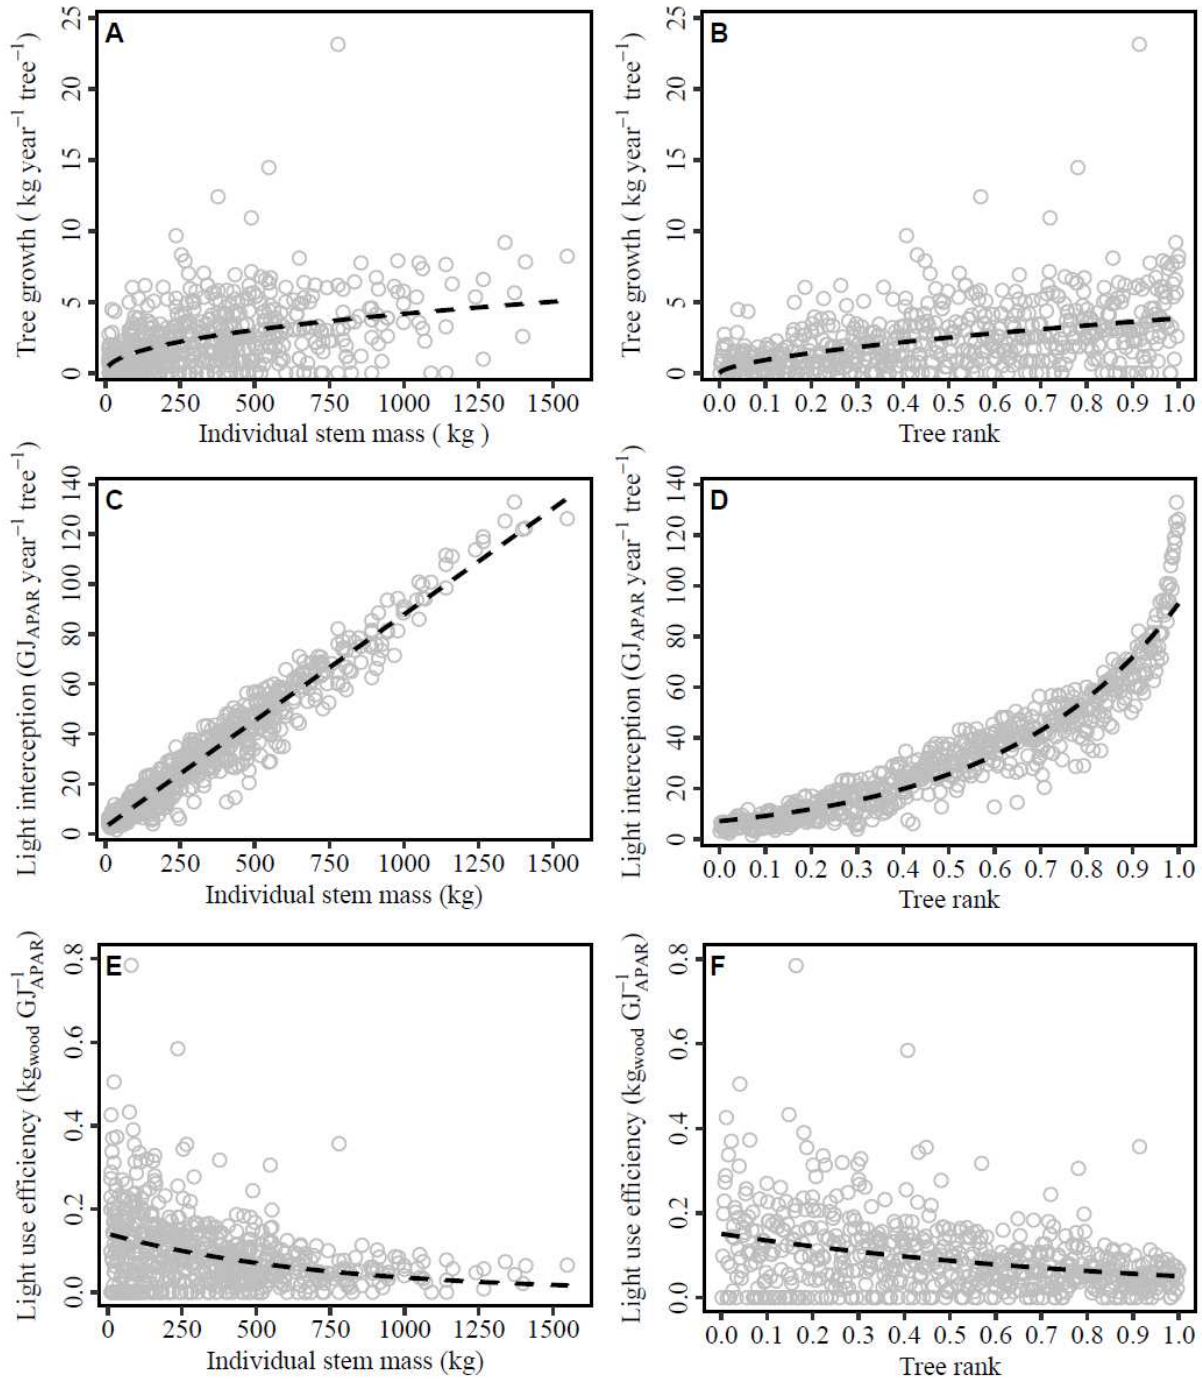 A
Tree growth ( kg year⁻¹ tree⁻¹)
25
20
15
10
5
0
0 250 500 750 1000 1250 1500
Individual stem mass ( kg )
B
Tree growth ( kg year⁻¹ tree⁻¹)
25
20
15
10
5
0
0.0 0.1 0.2 0.3 0.4 0.5 0.6 0.7 0.8 0.9 1.0
Tree rank
C
Light interception (GJAPAR year⁻¹ tree⁻¹)
140
120
100
80
60
40
20
0
0 250 500 750 1000 1250 1500
Individual stem mass (kg)
D
Light interception (GJAPAR year⁻¹ tree⁻¹)
140
120
100
80
60
40
20
0
0.0 0.1 0.2 0.3 0.4 0.5 0.6 0.7 0.8 0.9 1.0
Tree rank
E
Light use efficiency (kgwood GJ⁻¹APAR)
0.8
0.6
0.4
0.2
0.0
0 250 500 750 1000 1250 1500
Individual stem mass (kg)
F
Light use efficiency (kgwood GJ⁻¹APAR)
0.8
0.6
0.4
0.2
0.0
0.0 0.1 0.2 0.3 0.4 0.5 0.6 0.7 0.8 0.9 1.0
Tree rank